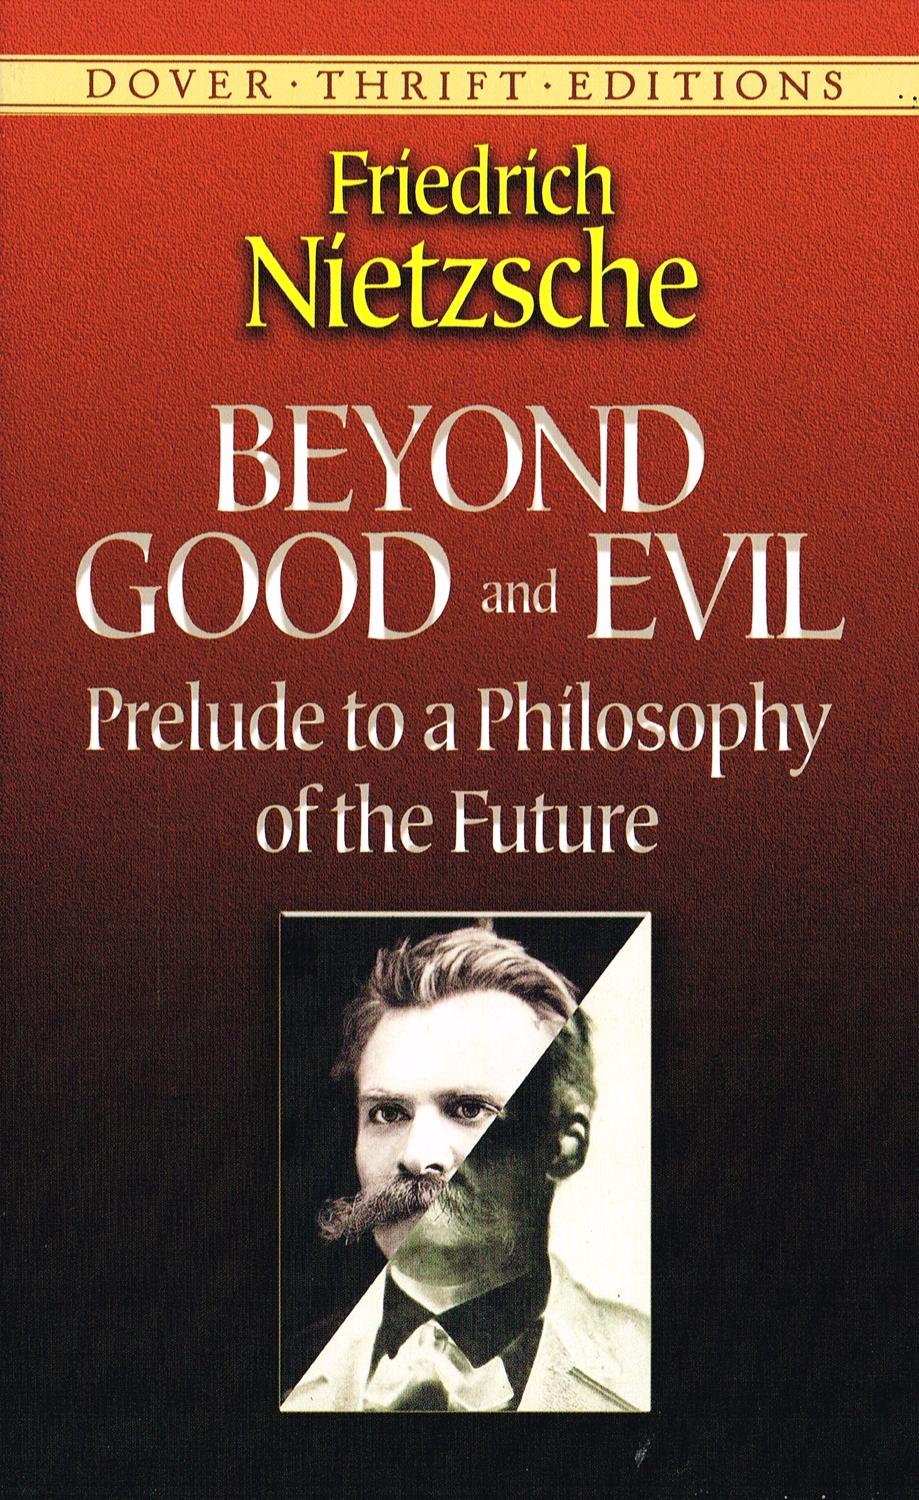 DOVER · THRIFT · EDITIONS
Friedrich
Nietzsche
BEYOND
GOOD and EVIL
Prelude to a Philosophy
of the Future